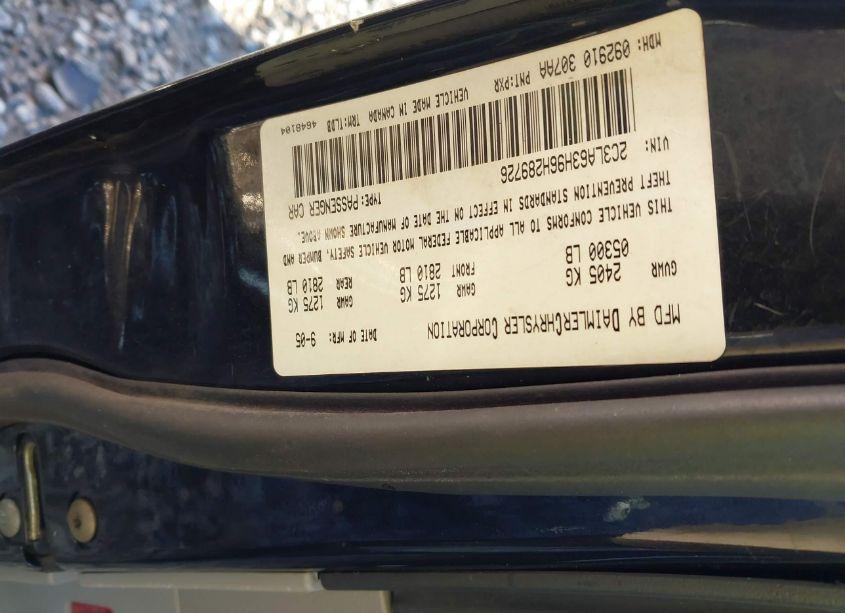 MFD BY DAIMLERCHRYSLER CORPORATION DATE OF MFR: 9-05
GVWR GAWR GAWR
2405 KG FRONT 1275 KG REAR 1275 KG
05300 LB 2810 LB 2810 LB
THIS VEHICLE CONFORMS TO ALL APPLICABLE FEDERAL MOTOR VEHICLE SAFETY, BUMPER AND
THEFT PREVENTION STANDARDS IN EFFECT ON THE DATE OF MANUFACTURE SHOWN ABOVE.
VIN: 2C3LA63H96H289726 TYPE: PASSENGER CAR
MDH: 092910 307AA PNT: PXR VEHICLE MADE IN CANADA TRM: TLDB 4648104